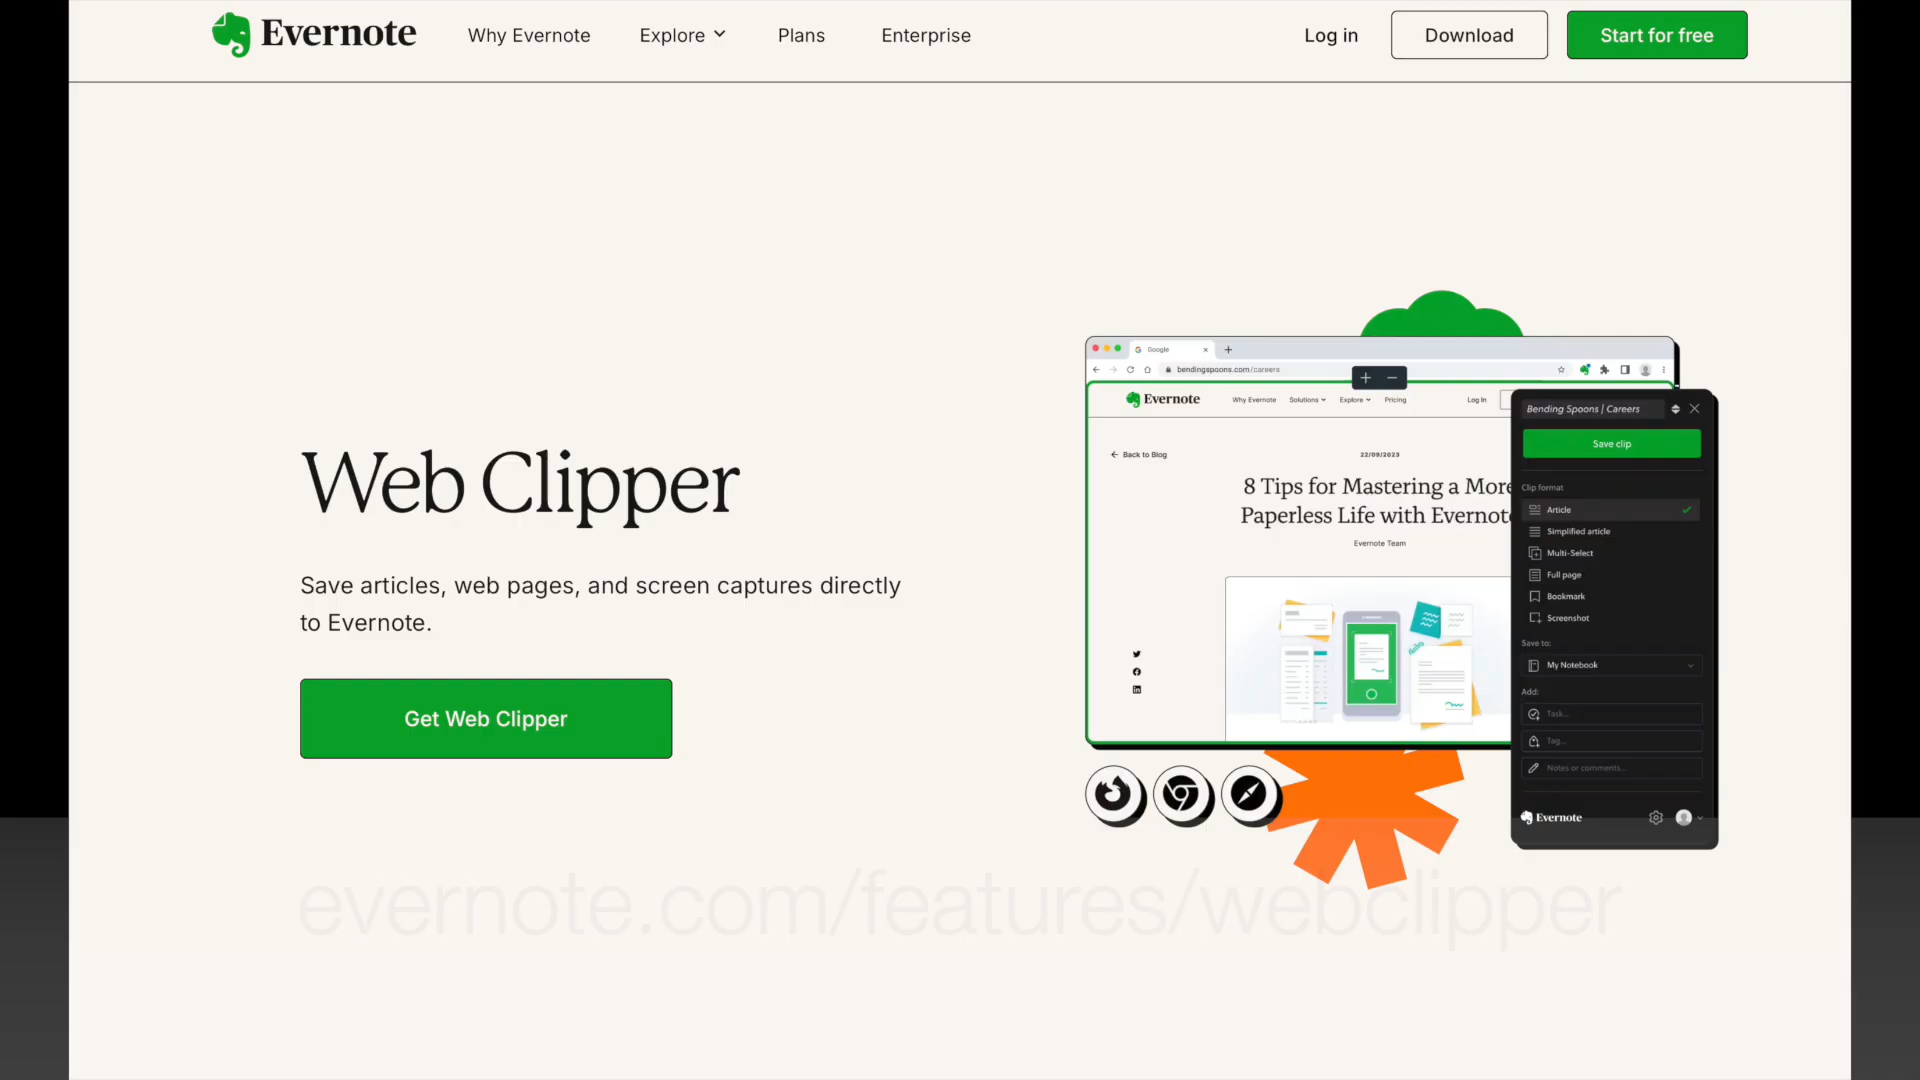 Evernote
Why Evernote
Explore
Plans
Enterprise
Log in
Download
Start for free
Web Clipper
Save articles, web pages, and screen captures directly
to Evernote.
Get Web Clipper
Google
bendingspoons.com/careers
Evernote
Why Evernote
Solutions
Explore
Pricing
Log In
Back to Blog
22/09/2023
8 Tips for Mastering a More
Paperless Life with Evernote
Evernote Team
Bending Spoons | Careers
Save clip
Clip format
Article
Simplified article
Multi-Select
Full page
Bookmark
Screenshot
Save to:
My Notebook
Add:
Task...
Tag...
Notes or comments...
Evernote
evernote.com/features/webclipper